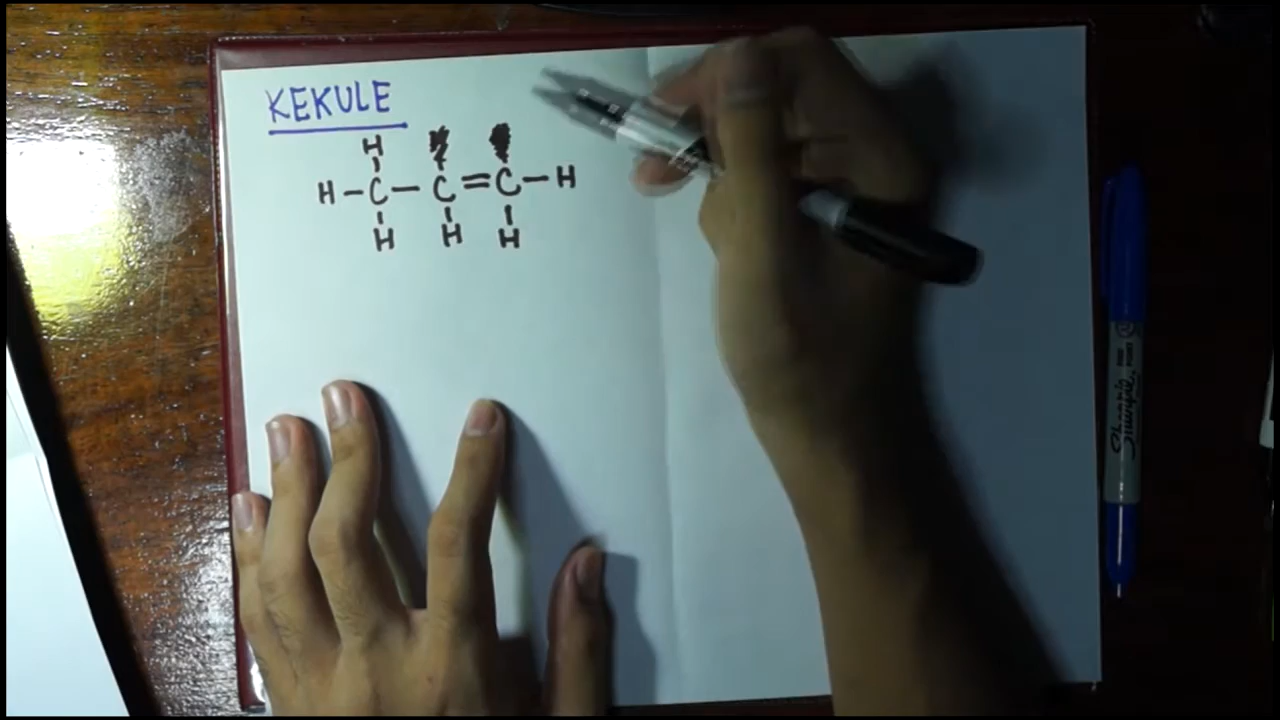 KEKULE
H
H-C-C=C-H
H H H
Sharpie